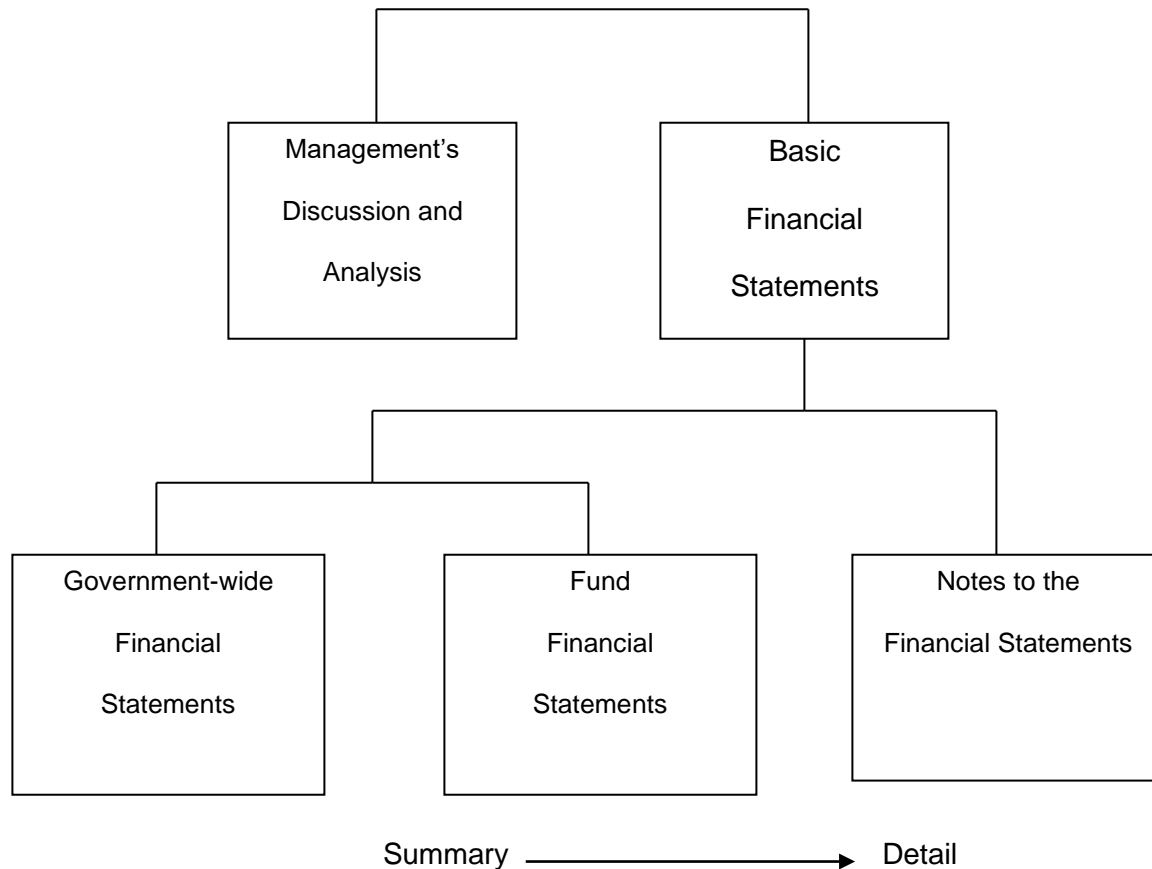 Management’s
Discussion and
Analysis
Basic
Financial
Statements
Government-wide
Financial
Statements
Fund
Financial
Statements
Notes to the
Financial Statements
Summary
Detail